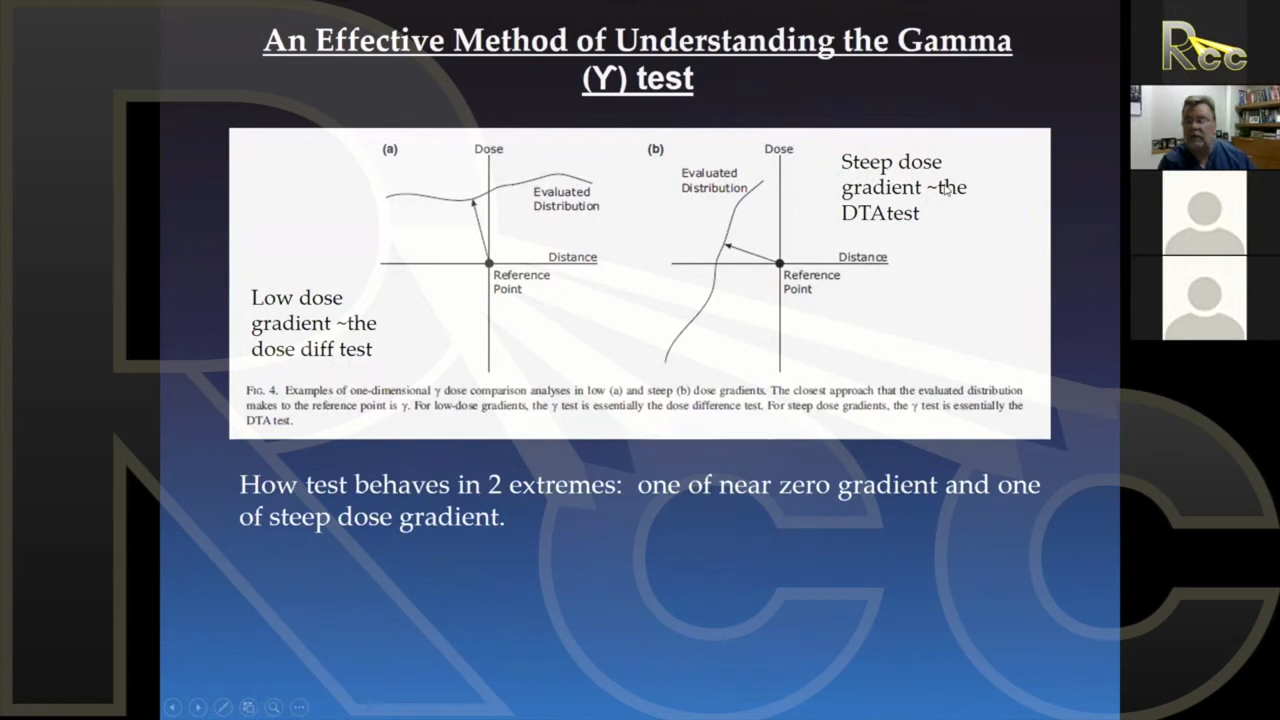 An Effective Method of Understanding the Gamma
(ϒ) test
(a)
Dose
Evaluated
Distribution
Distance
Reference
Point
Low dose
gradient ~the
dose diff test
(b)
Dose
Evaluated
Distribution
Distance
Reference
Point
Steep dose
gradient ~the
DTAtest
FIG. 4. Examples of one-dimensional γ dose comparison analyses in low (a) and steep (b) dose gradients. The closest approach that the evaluated distribution
makes to the reference point is γ. For low-dose gradients, the γ test is essentially the dose difference test. For steep dose gradients, the γ test is essentially the
DTA test.
How test behaves in 2 extremes: one of near zero gradient and one
of steep dose gradient.
Rcc
RCC